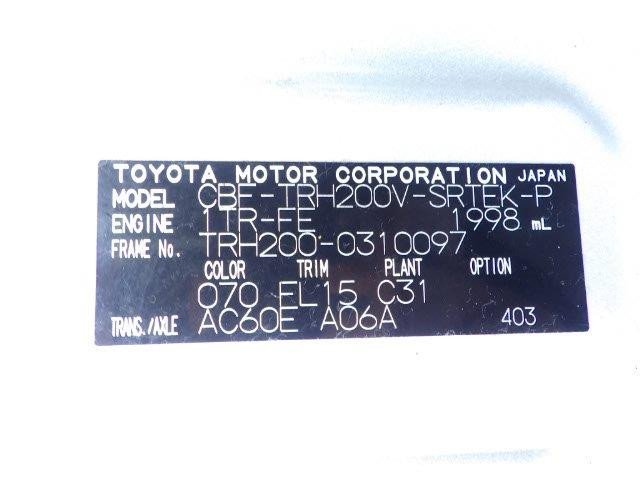 TOYOTA MOTOR CORPORATION JAPAN
MODEL CBF-TRH200V-SRTEK-P
ENGINE 1TR-FE 1998 mL
FRAME No. TRH200-0310097
COLOR TRIM PLANT OPTION
070 FL15 C31
TRANS./AXLE AC60E A06A 403